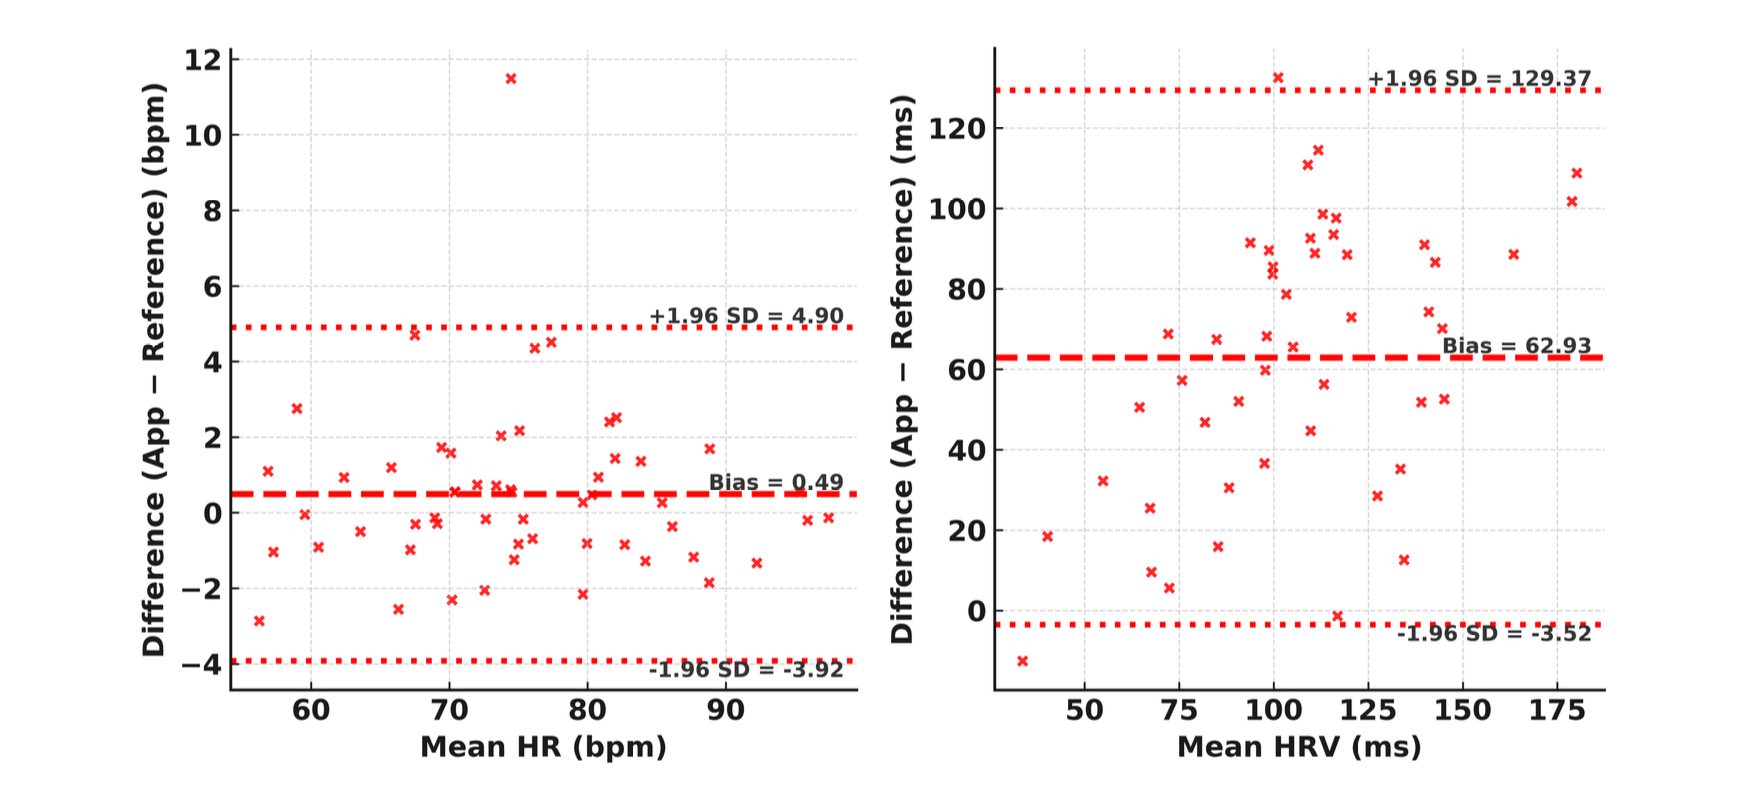 Difference (App − Reference) (bpm)
12
10
8
6
4
2
0
−2
−4
+1.96 SD = 4.90
Bias = 0.49
-1.96 SD = -3.92
60 70 80 90
Mean HR (bpm)
Difference (App − Reference) (ms)
120
100
80
60
40
20
0
+1.96 SD = 129.37
Bias = 62.93
-1.96 SD = -3.52
50 75 100 125 150 175
Mean HRV (ms)